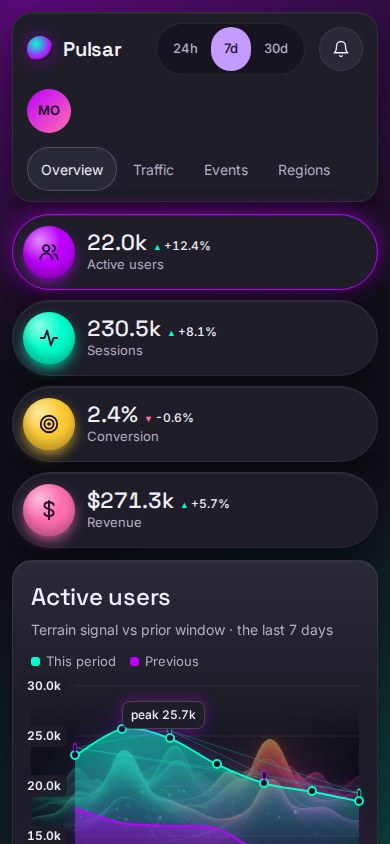 Pulsar
24h 7d 30d
MO
Overview Traffic Events Regions
22.0k ▲ +12.4%
Active users
230.5k ▲ +8.1%
Sessions
2.4% ▼ -0.6%
Conversion
$271.3k ▲ +5.7%
Revenue
Active users
Terrain signal vs prior window · the last 7 days
This period Previous
30.0k
peak 25.7k
25.0k
20.0k
15.0k